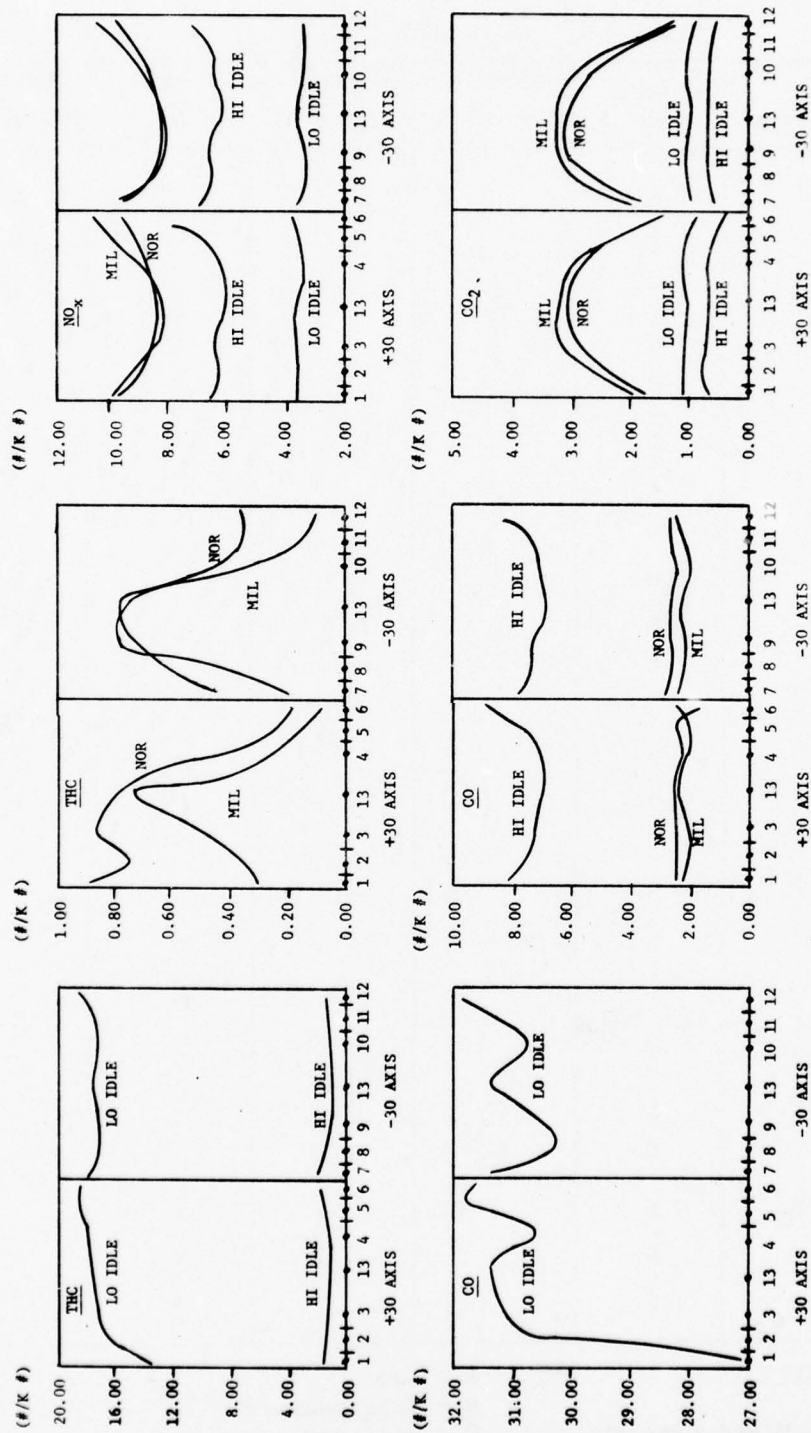 (#/K #)
20.00
16.00
12.00
8.00
4.00
0.00
THC
LO IDLE
HI IDLE
1 2 3 13 4 5 6
+30 AXIS
LO IDLE
HI IDLE
7 8 9 13 10 11 12
-30 AXIS
(#/K #)
1.00
0.80
0.60
0.40
0.20
0.00
THC
NOR
MIL
1 2 3 13 4 5 6
+30 AXIS
NOR
MIL
7 8 9 13 10 11 12
-30 AXIS
(#/K #)
12.00
10.00
8.00
6.00
4.00
2.00
NOx
MIL
NOR
HI IDLE
LO IDLE
1 2 3 13 4 5 6
+30 AXIS
HI IDLE
LO IDLE
7 8 9 13 10 11 12
-30 AXIS
(#/K #)
32.00
31.00
30.00
29.00
28.00
27.00
CO
LO IDLE
1 2 3 13 4 5 6
+30 AXIS
LO IDLE
7 8 9 13 10 11 12
-30 AXIS
(#/K #)
10.00
8.00
6.00
4.00
2.00
0.00
CO
HI IDLE
NOR
MIL
1 2 3 13 4 5 6
+30 AXIS
HI IDLE
NOR
MIL
7 8 9 13 10 11 12
-30 AXIS
(#/K #)
5.00
4.00
3.00
2.00
1.00
0.00
CO2
MIL
NOR
LO IDLE
HI IDLE
1 2 3 13 4 5 6
+30 AXIS
MIL
NOR
LO IDLE
HI IDLE
7 8 9 13 10 11 12
-30 AXIS